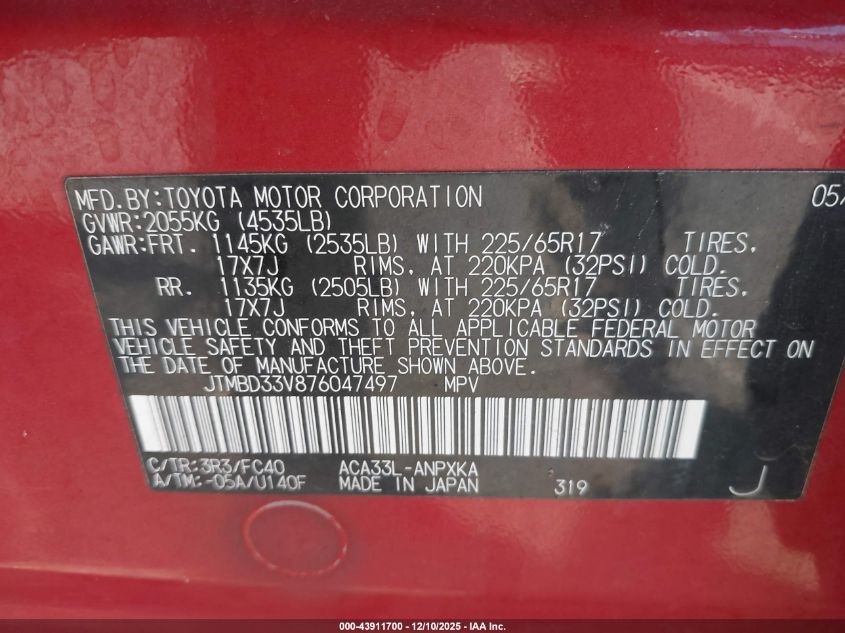 MFD.BY:TOYOTA MOTOR CORPORATION 05/
GVWR:2055KG (4535LB)
GAWR:FRT. 1145KG (2535LB) WITH 225/65R17 TIRES,
17X7J RIMS, AT 220KPA (32PSI) COLD.
RR. 1135KG (2505LB) WITH 225/65R17 TIRES,
17X7J RIMS, AT 220KPA (32PSI) COLD.
THIS VEHICLE CONFORMS TO ALL APPLICABLE FEDERAL MOTOR
VEHICLE SAFETY AND THEFT PREVENTION STANDARDS IN EFFECT ON
THE DATE OF MANUFACTURE SHOWN ABOVE.
JTMBD33V876047497 MPV
C/TR:3R3/FC40 ACA33L-ANPXKA
A/TM:-05A/U140F MADE IN JAPAN 319 J
000-43911700 - 12/10/2025 - IAA Inc.